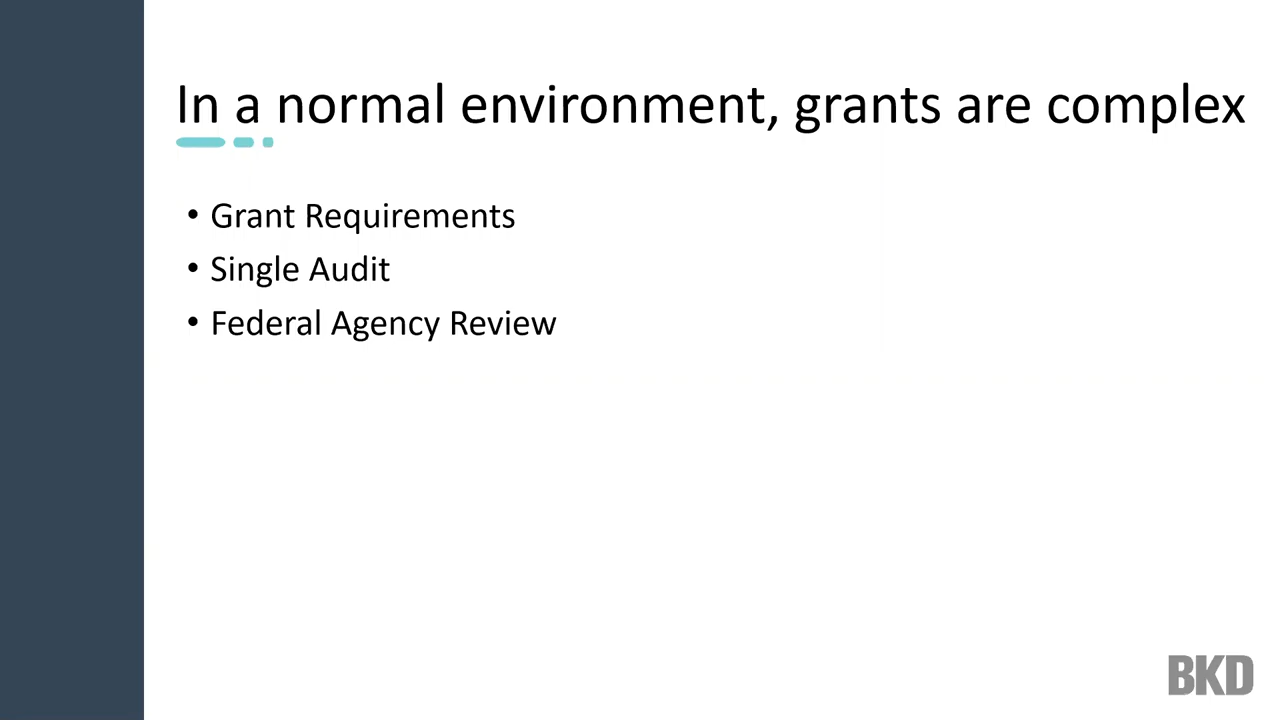 In a normal environment, grants are complex
• Grant Requirements
• Single Audit
• Federal Agency Review
BKD